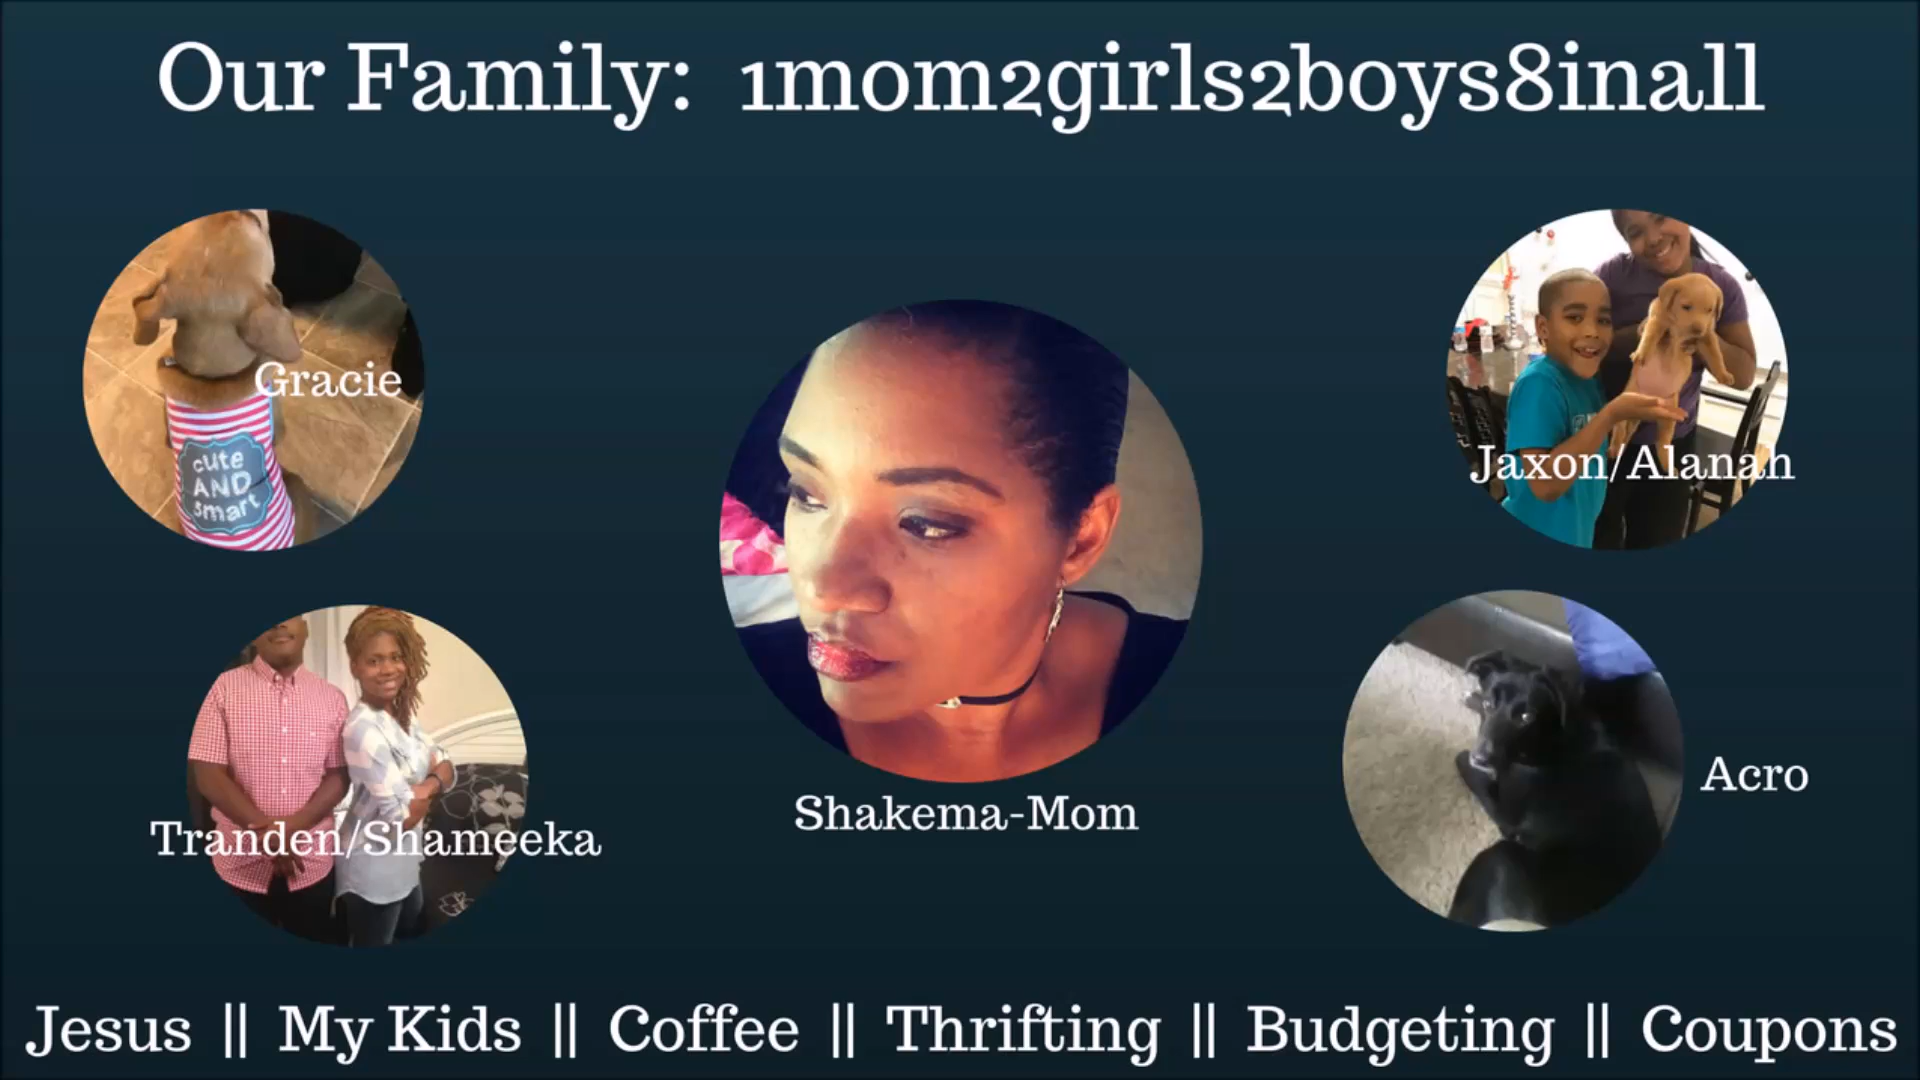 Our Family: 1mom2girls2boys8inall
Gracie
cute
AND
smart
Jaxon/Alanah
Tranden/Shameeka
Shakema-Mom
Acro
Jesus || My Kids || Coffee || Thrifting || Budgeting || Coupons